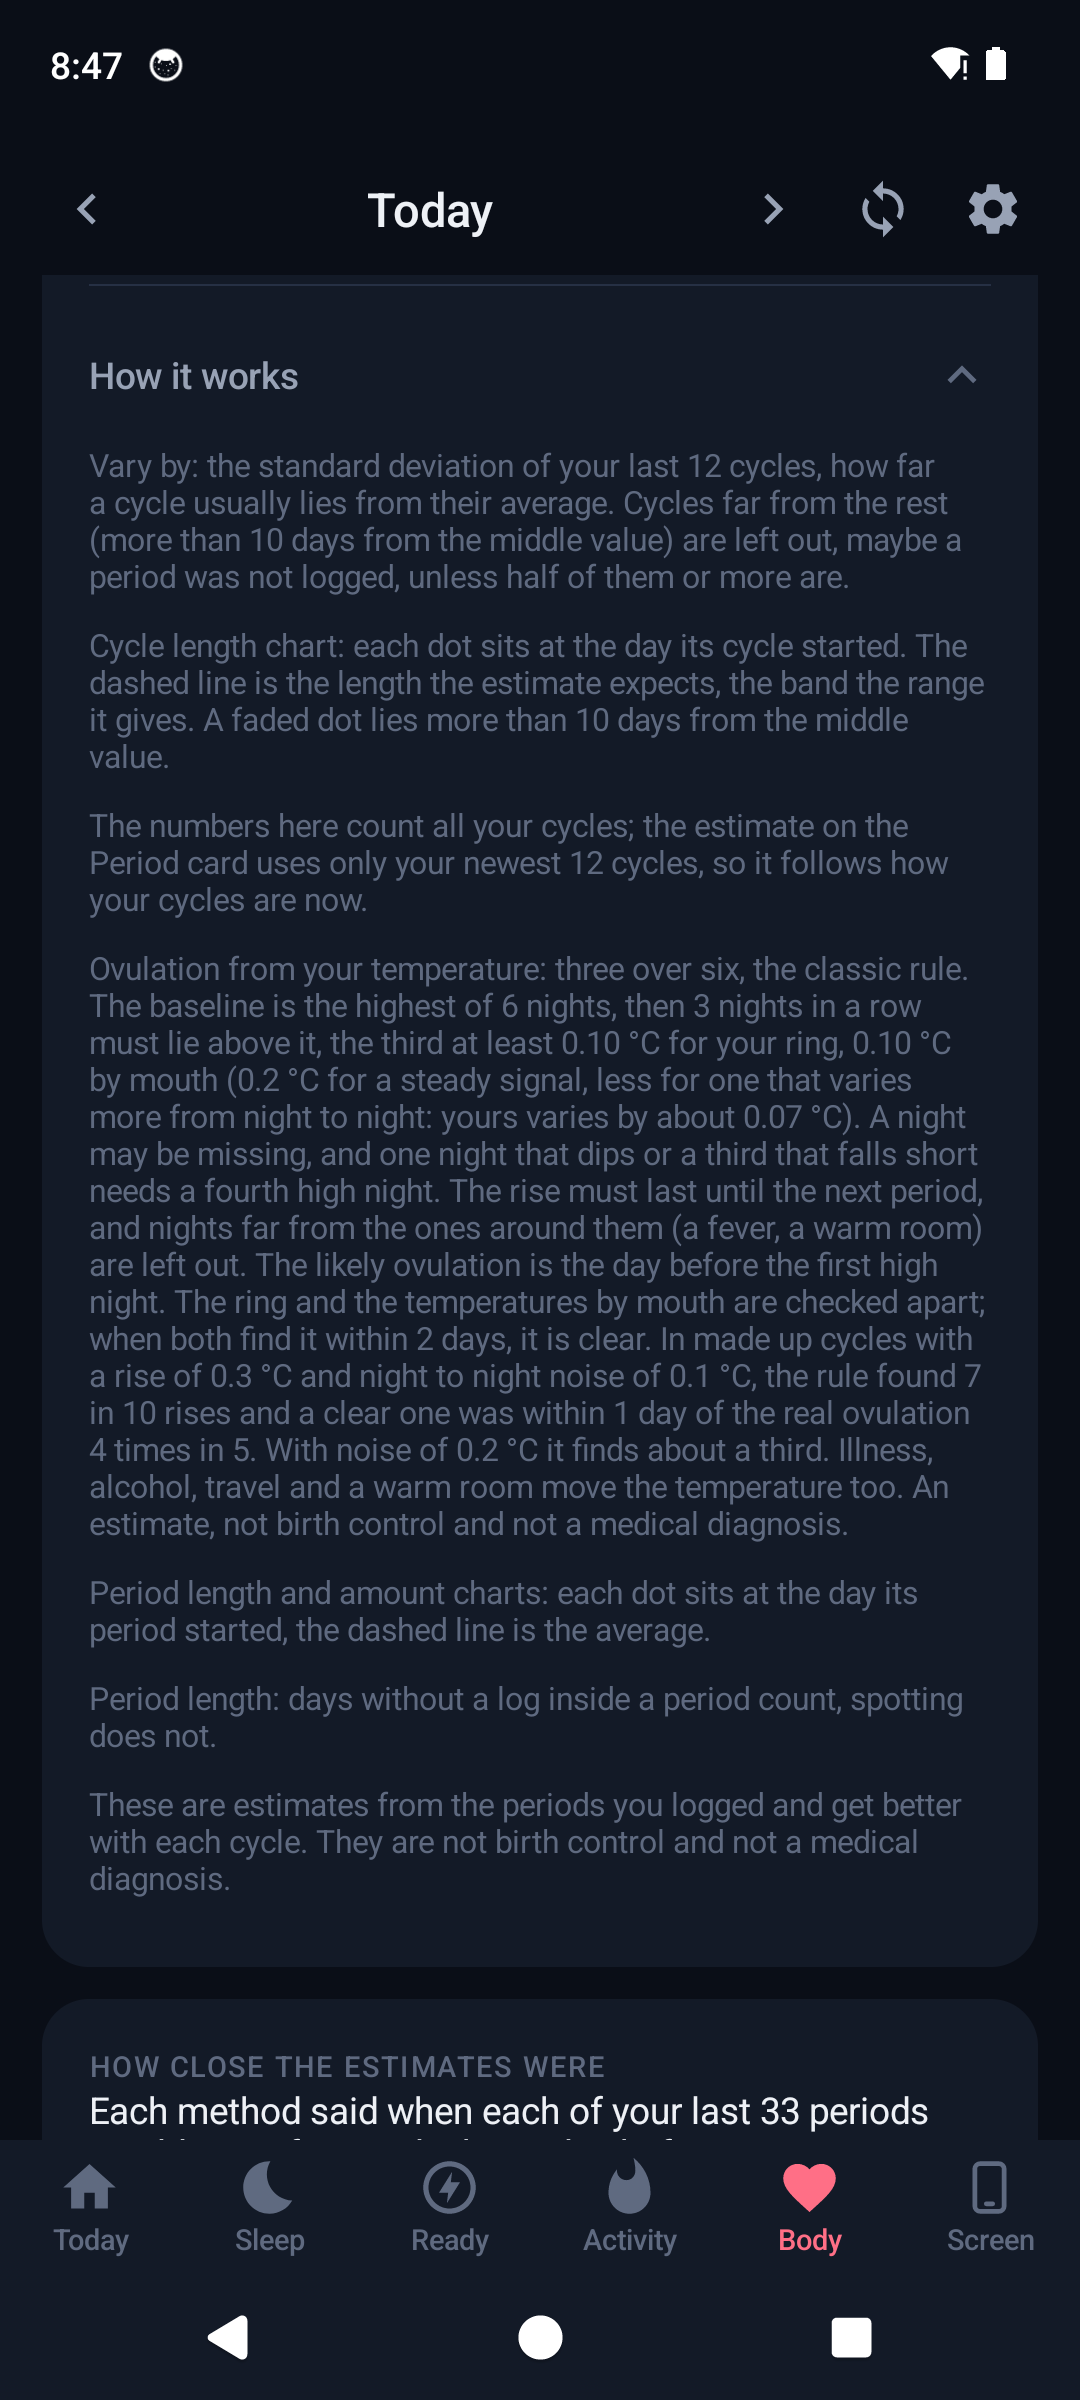 8:47
Today
How it works
Vary by: the standard deviation of your last 12 cycles, how far
a cycle usually lies from their average. Cycles far from the rest
(more than 10 days from the middle value) are left out, maybe a
period was not logged, unless half of them or more are.
Cycle length chart: each dot sits at the day its cycle started. The
dashed line is the length the estimate expects, the band the range
it gives. A faded dot lies more than 10 days from the middle
value.
The numbers here count all your cycles; the estimate on the
Period card uses only your newest 12 cycles, so it follows how
your cycles are now.
Ovulation from your temperature: three over six, the classic rule.
The baseline is the highest of 6 nights, then 3 nights in a row
must lie above it, the third at least 0.10 °C for your ring, 0.10 °C
by mouth (0.2 °C for a steady signal, less for one that varies
more from night to night: yours varies by about 0.07 °C). A night
may be missing, and one night that dips or a third that falls short
needs a fourth high night. The rise must last until the next period,
and nights far from the ones around them (a fever, a warm room)
are left out. The likely ovulation is the day before the first high
night. The ring and the temperatures by mouth are checked apart;
when both find it within 2 days, it is clear. In made up cycles with
a rise of 0.3 °C and night to night noise of 0.1 °C, the rule found 7
in 10 rises and a clear one was within 1 day of the real ovulation
4 times in 5. With noise of 0.2 °C it finds about a third. Illness,
alcohol, travel and a warm room move the temperature too. An
estimate, not birth control and not a medical diagnosis.
Period length and amount charts: each dot sits at the day its
period started, the dashed line is the average.
Period length: days without a log inside a period count, spotting
does not.
These are estimates from the periods you logged and get better
with each cycle. They are not birth control and not a medical
diagnosis.
HOW CLOSE THE ESTIMATES WERE
Each method said when each of your last 33 periods
Today
Sleep
Ready
Activity
Body
Screen